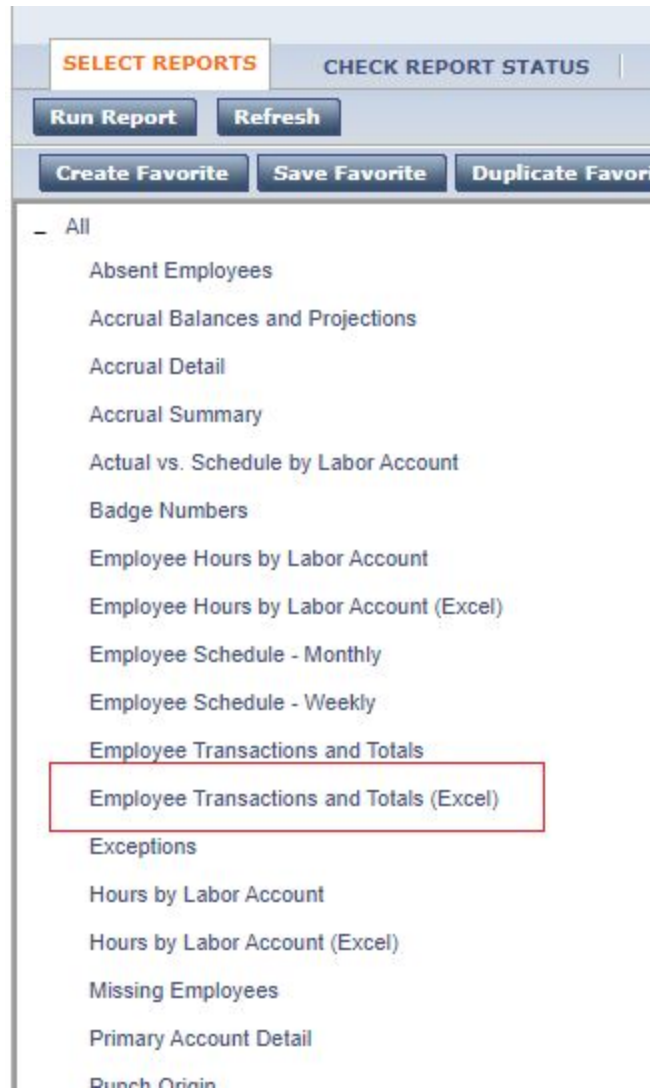 SELECT REPORTS CHECK REPORT STATUS
Run Report Refresh
Create Favorite Save Favorite Duplicate
All
Absent Employees
Accrual Balances and Projections
Accrual Detail
Accrual Summary
Actual vs. Schedule by Labor Account
Badge Numbers
Employee Hours by Labor Account
Employee Hours by Labor Account (Excel)
Employee Schedule - Monthly
Employee Schedule - Weekly
Employee Transactions and Totals
Employee Transactions and Totals (Excel)
Exceptions
Hours by Labor Account
Hours by Labor Account (Excel)
Missing Employees
Primary Account Detail
Punch Origin